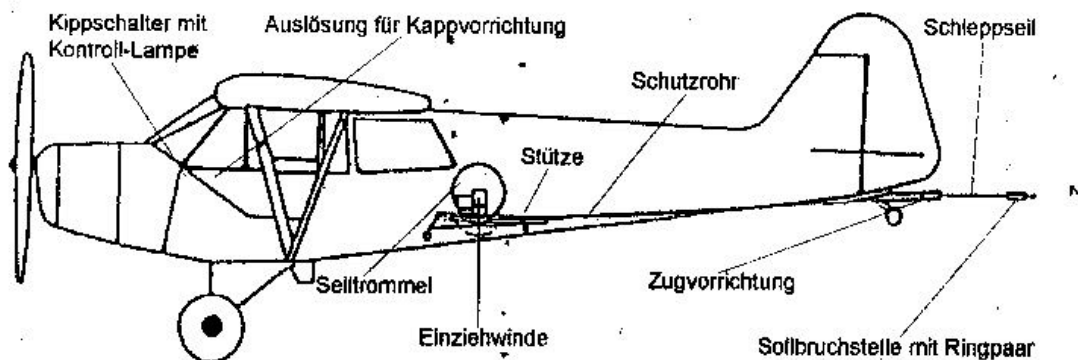 Kippschalter mit
Kontroll-Lampe
Auslösung für Kappvorrichtung
Schleppseil
Schutzrohr
Stütze
Seiltrommel
Zugvorrichtung
Einziehwinde
Sollbruchstelle mit Ringpaar